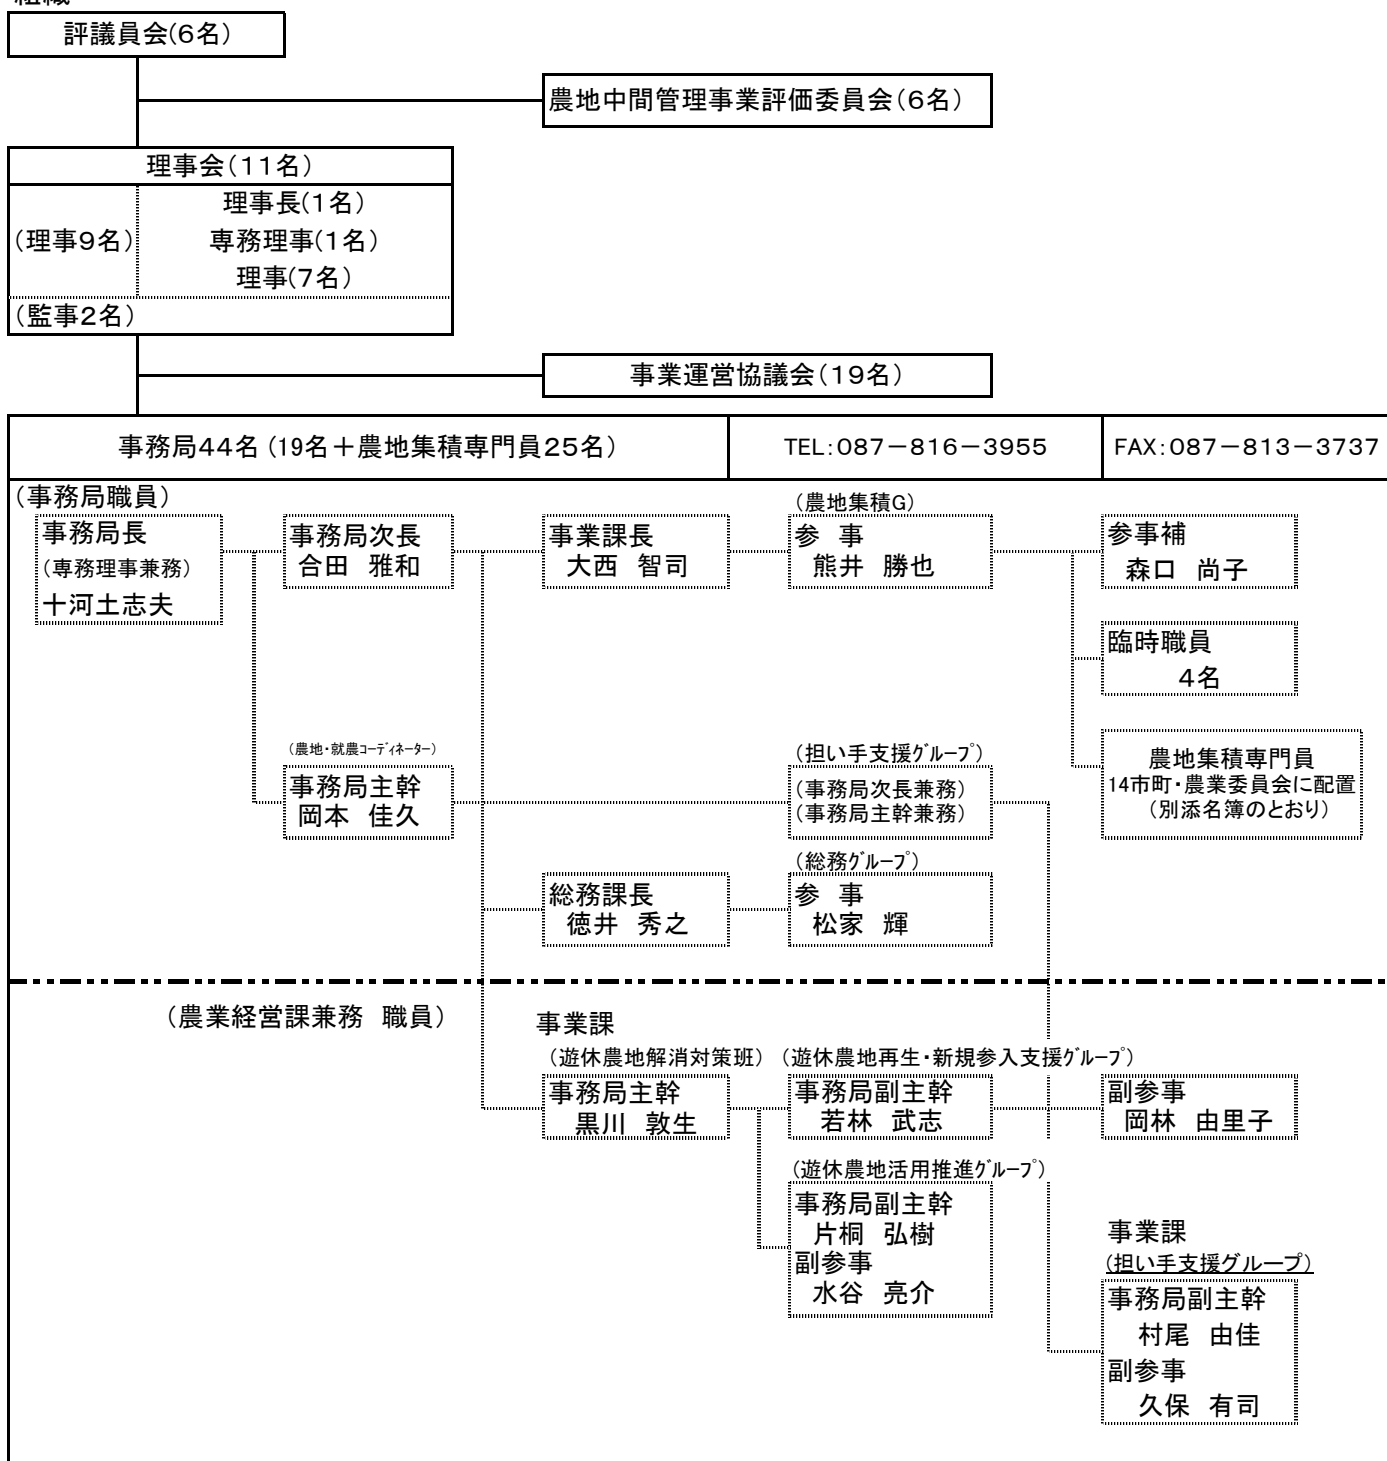 組織
評議員会(6名)
農地中間管理事業評価委員会(6名)
理事会(11名)
(理事9名)
理事長(1名)
専務理事(1名)
理事(7名)
(監事2名)
事業運営協議会(19名)
事務局44名(19名+農地集積専門員25名)
TEL:087-816-3955
FAX:087-813-3737
(事務局職員)
事務局長
(専務理事兼務)
十河土志夫
事務局次長
合田 雅和
事業課長
大西 智司
(農地集積G)
参 事
熊井 勝也
参事補
森口 尚子
臨時職員
4名
農地集積専門員
14市町・農業委員会に配置
(別添名簿のとおり)
(農地・就農コーディネーター)
事務局主幹
岡本 佳久
(担い手支援グループ)
(事務局次長兼務)
(事務局主幹兼務)
総務課長
徳井 秀之
(総務グループ)
参 事
松家 輝
(農業経営課兼務 職員)
事業課
(遊休農地解消対策班)
事務局主幹
黒川 敦生
(遊休農地再生・新規参入支援グループ)
事務局副主幹
若林 武志
副参事
岡林 由里子
(遊休農地活用推進グループ)
事務局副主幹
片桐 弘樹
副参事
水谷 亮介
事業課
(担い手支援グループ)
事務局副主幹
村尾 由佳
副参事
久保 有司